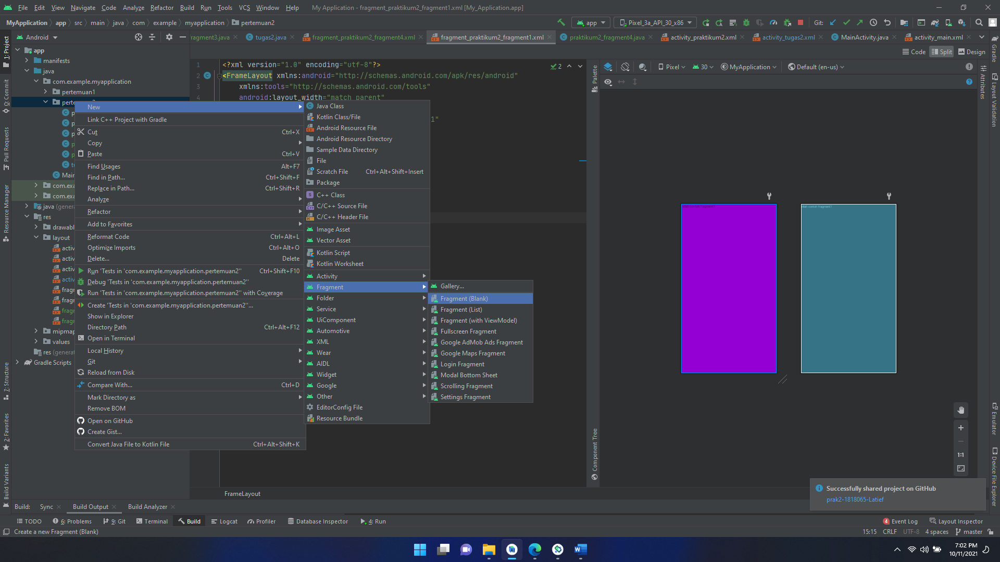 File Edit View Navigate Code Analyze Refactor Build Run Tools VCS Window Help My Application - fragment_praktikum2_fragment1.xml [My_Application.app]
MyApplication app src main java com example myapplication pertemuan2 app Pixel_3a_API_30_x86 Git:
Android fragment3.java tugas2.java fragment_praktikum2_fragment4.xml fragment_praktikum2_fragment1.xml praktikum2_fragment4.java activity_praktikum2.xml activity_tugas2.xml MainActivity.java activity_main.xml
Code Split Design
Pixel 30 MyApplication Default (en-us)
1: Project
0: Commit
Pull Requests
Resource Manager
7: Structure
2: Favorites
Build Variants
app
manifests
java
com.example.myapplication
pertemuan1
Main
com.exa
com.exa
java (gener
res
drawabl
layout
activ
activ
activ
activ
fragr
fragr
fragr
fragr
mipmap
values
res (generat
Gradle Scripts
1 <?xml version="1.0" encoding="utf-8"?>
2 <FrameLayout xmlns:android="http://schemas.android.com/apk/res/android"
3 xmlns:tools="http://schemas.android.com/tools"
4 android:layout_width="match_parent"
1"
2
New
Link C++ Project with Gradle
Cut Ctrl+X
Copy
Paste Ctrl+V
Find Usages Alt+F7
Find in Path... Ctrl+Shift+F
Replace in Path... Ctrl+Shift+R
Analyze
Refactor
Add to Favorites
Reformat Code Ctrl+Alt+L
Optimize Imports Ctrl+Alt+O
Delete... Delete
Run 'Tests in 'com.example.myapplication.pertemuan2'' Ctrl+Shift+F10
Debug 'Tests in 'com.example.myapplication.pertemuan2''
Run 'Tests in 'com.example.myapplication.pertemuan2'' with Coverage
Create 'Tests in 'com.example.myapplication.pertemuan2''...
Show in Explorer
Directory Path Ctrl+Alt+F12
Open in Terminal
Local History
Git
Reload from Disk
Compare With... Ctrl+D
Mark Directory as
Remove BOM
Open on GitHub
Create Gist...
Convert Java File to Kotlin File Ctrl+Alt+Shift+K
Java Class
Kotlin Class/File
Android Resource File
Android Resource Directory
Sample Data Directory
File
Scratch File Ctrl+Alt+Shift+Insert
Package
C++ Class
C/C++ Source File
C/C++ Header File
Image Asset
Vector Asset
Kotlin Script
Kotlin Worksheet
Activity
Fragment
Folder
Service
UiComponent
Automotive
XML
Wear
AIDL
Widget
Google
Other
EditorConfig File
Resource Bundle
Gallery...
Fragment (Blank)
Fragment (List)
Fragment (with ViewModel)
Fullscreen Fragment
Google AdMob Ads Fragment
Google Maps Fragment
Login Fragment
Modal Bottom Sheet
Scrolling Fragment
Settings Fragment
Palette
Component Tree
Gradle
Attributes
Layout Validation
Emulator
Device File Explorer
1:1
FrameLayout
Successfully shared project on GitHub
prak2-1818065-Latief
Build: Sync Build Output Build Analyzer
TODO 6: Problems 9: Git Terminal Build Logcat Profiler Database Inspector 4: Run 4 Event Log Layout Inspector
Create a new Fragment (Blank) 15:15 CRLF UTF-8 4 spaces master
7:02 PM
10/11/2021